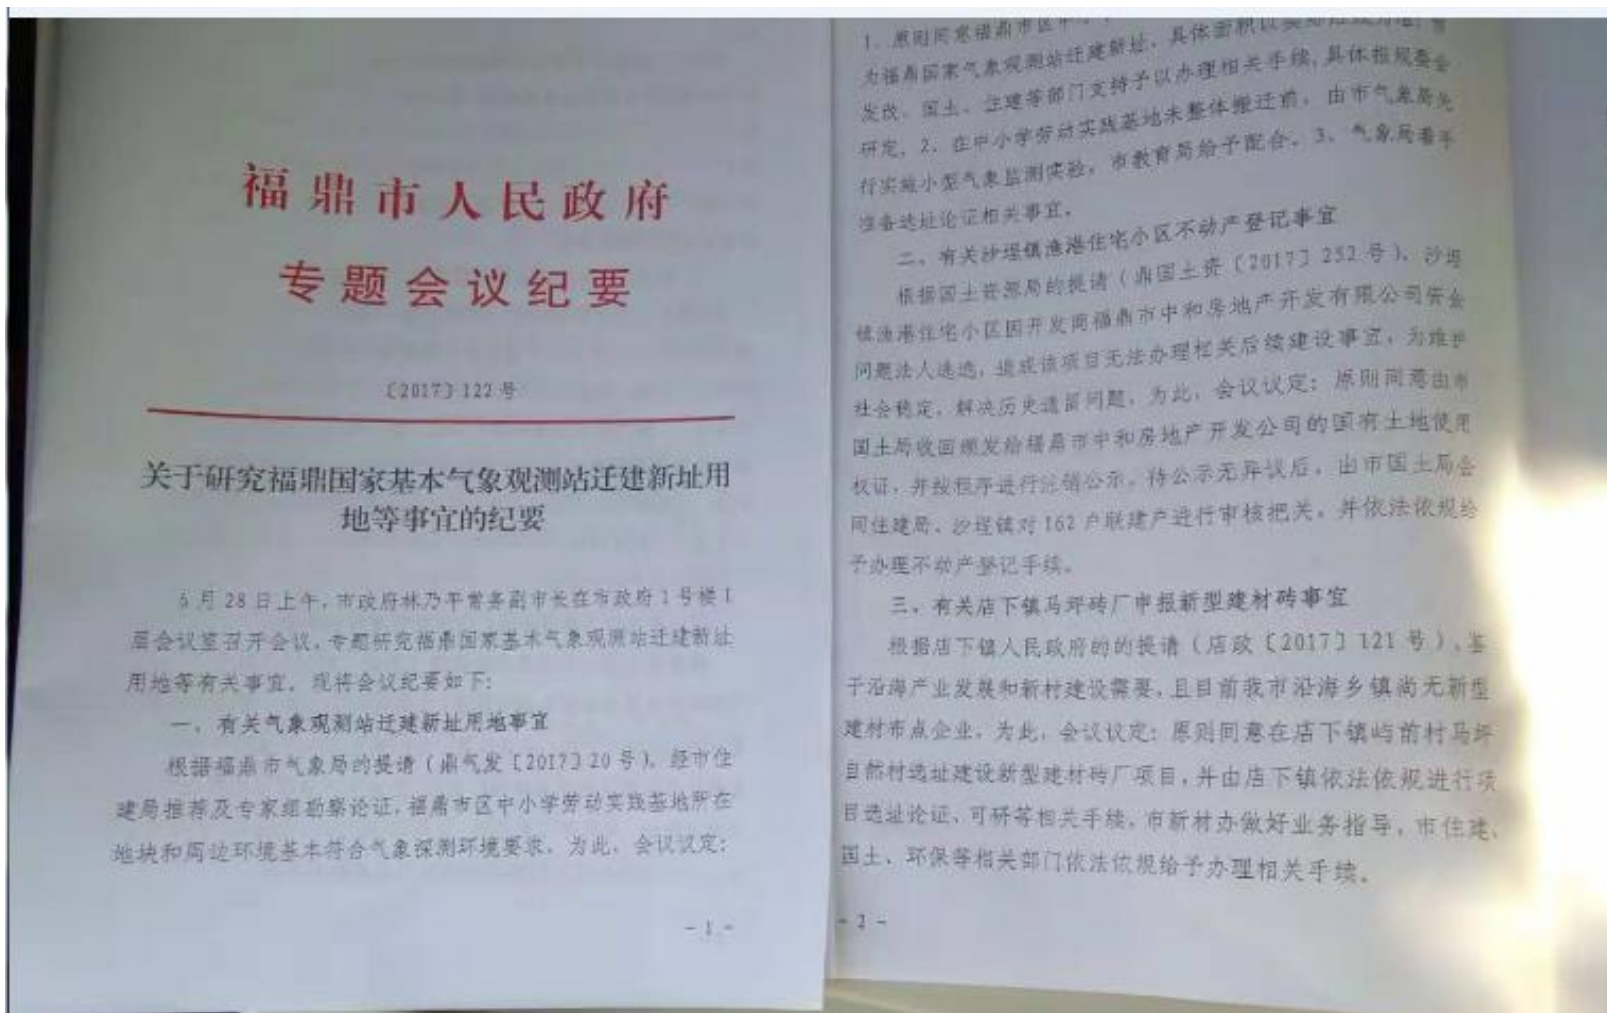 福鼎市人民政府
专题会议纪要
〔2017〕122号
关于研究福鼎国家基本气象观测站迁建新址用
地等事宜的纪要
6月28日上午,市政府林乃平常务副市长在市政府1号楼1
层会议室召开会议,专题研究福鼎国家基本气象观测站迁建新址
用地等有关事宜。现将会议纪要如下:
一、有关气象观测站迁建新址用地事宜
根据福鼎市气象局的提请(鼎气发〔2017〕20号),经市住
建局推荐及专家组勘察论证,福鼎市区中小学劳动实践基地所在
地块和周边环境基本符合气象探测环境要求。为此,会议议定:
- 1 -
1、原则同意福鼎市区中
为福鼎国家气象观测站迁建新址,具体面积以
发改、国土、住建等部门支持予以办理相关手续,具体报规委会
研定。2、在中小学劳动实践基地未整体搬迁前,由市气象局先
行实施小型气象监测实验,市教育局给予配合。3、气象局着手
准备选址论证相关事宜。
二、有关沙埕镇渔港住宅小区不动产登记事宜
根据国土资源局的提请(鼎国土资〔2017〕252号),沙埕
镇渔港住宅小区因开发商福鼎市中和房地产开发有限公司资金
问题法人逃逸,造成该项目无法办理相关后续建设事宜,为维护
社会稳定,解决历史遗留问题,为此,会议议定:原则同意由市
国土局收回颁发给福鼎市中和房地产开发公司的国有土地使用
权证,并按程序进行注销公示。待公示无异议后,由市国土局会
同住建局、沙埕镇对162户联建户进行审核把关,并依法依规给
予办理不动产登记手续。
三、有关店下镇马坪砖厂申报新型建材砖事宜
根据店下镇人民政府的的提请(店政〔2017〕121号),鉴
于沿海产业发展和新村建设需要,且目前我市沿海乡镇尚无新型
建材布点企业,为此,会议议定:原则同意在店下镇屿前村马坪
自然村选址建设新型建材砖厂项目,并由店下镇依法依规进行项
目选址论证、可研等相关手续,市新材办做好业务指导,市住建、
国土、环保等相关部门依法依规给予办理相关手续。
- 2 -